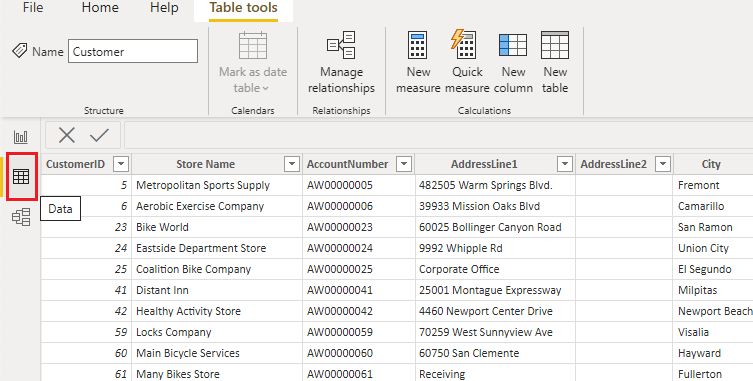 File Home Help Table tools
Name Customer
Mark as date table
Manage relationships
New measure
Quick measure
New column
New table
Structure Calendars Relationships Calculations
CustomerID Store Name AccountNumber AddressLine1 AddressLine2 City
5 Metropolitan Sports Supply AW00000005 482505 Warm Springs Blvd. Fremont
6 Aerobic Exercise Company AW00000006 39933 Mission Oaks Blvd Camarillo
Data
23 Bike World AW00000023 60025 Bollinger Canyon Road San Ramon
24 Eastside Department Store AW00000024 9992 Whipple Rd Union City
25 Coalition Bike Company AW00000025 Corporate Office El Segundo
41 Distant Inn AW00000041 25001 Montague Expressway Milpitas
42 Healthy Activity Store AW00000042 4460 Newport Center Drive Newport Beach
59 Locks Company AW00000059 70259 West Sunnyview Ave Visalia
60 Main Bicycle Services AW00000060 60750 San Clemente Hayward
61 Many Bikes Store AW00000061 Receiving Fullerton